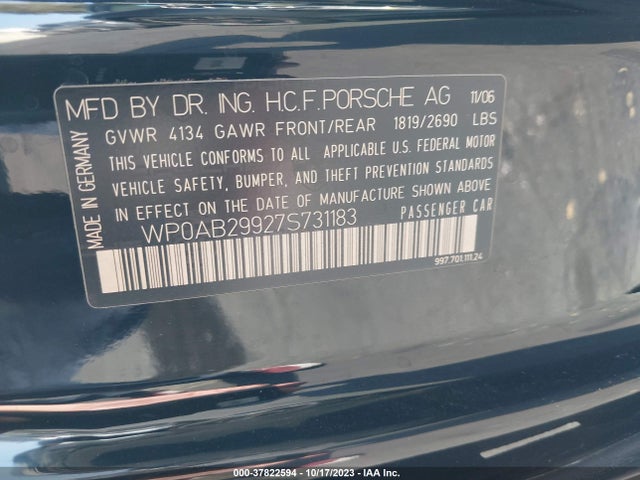 MFD BY DR. ING. H.C.F. PORSCHE AG 11/06
GVWR 4134 GAWR FRONT/REAR 1819/2690 LBS
THIS VEHICLE CONFORMS TO ALL APPLICABLE U.S. FEDERAL MOTOR
VEHICLE SAFETY, BUMPER, AND THEFT PREVENTION STANDARDS
IN EFFECT ON THE DATE OF MANUFACTURE SHOWN ABOVE
WP0AB29927S731183 PASSENGER CAR
MADE IN GERMANY
997.701.111.24
000-37822594 - 10/17/2023 - IAA Inc.